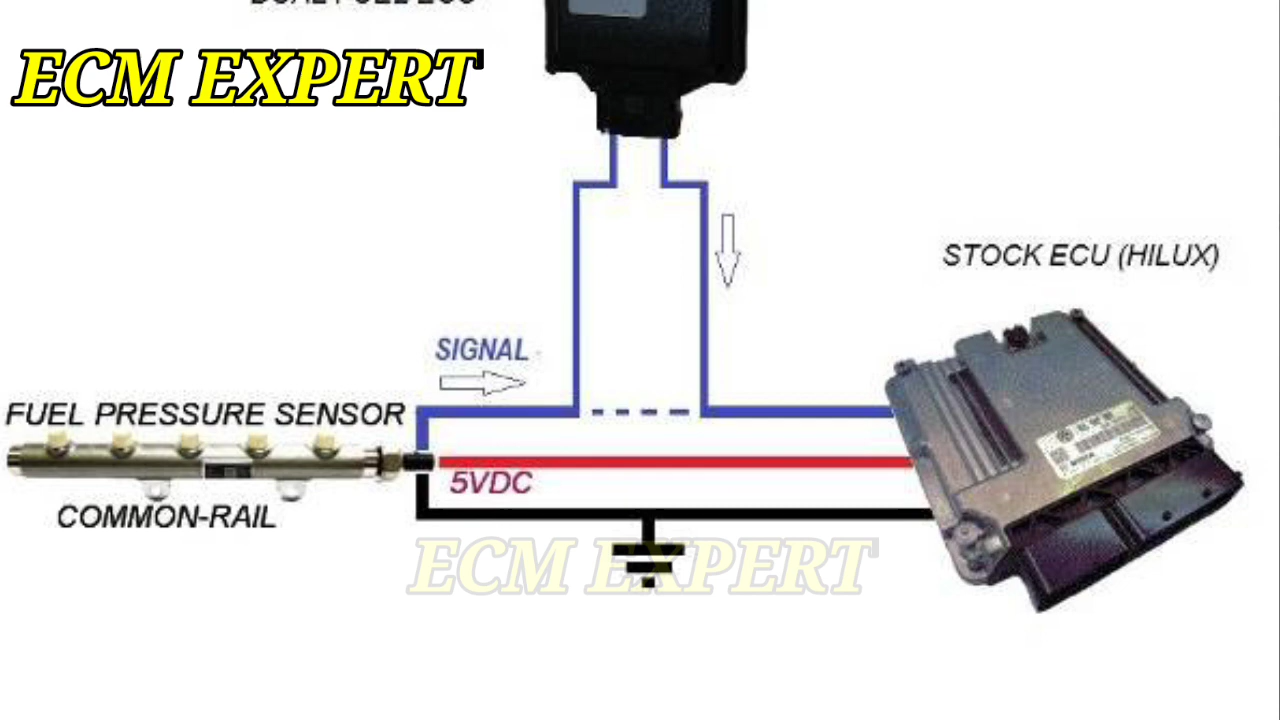 ECM EXPERT
STOCK ECU (HILUX)
SIGNAL
FUEL PRESSURE SENSOR
5VDC
COMMON-RAIL
ECM EXPERT